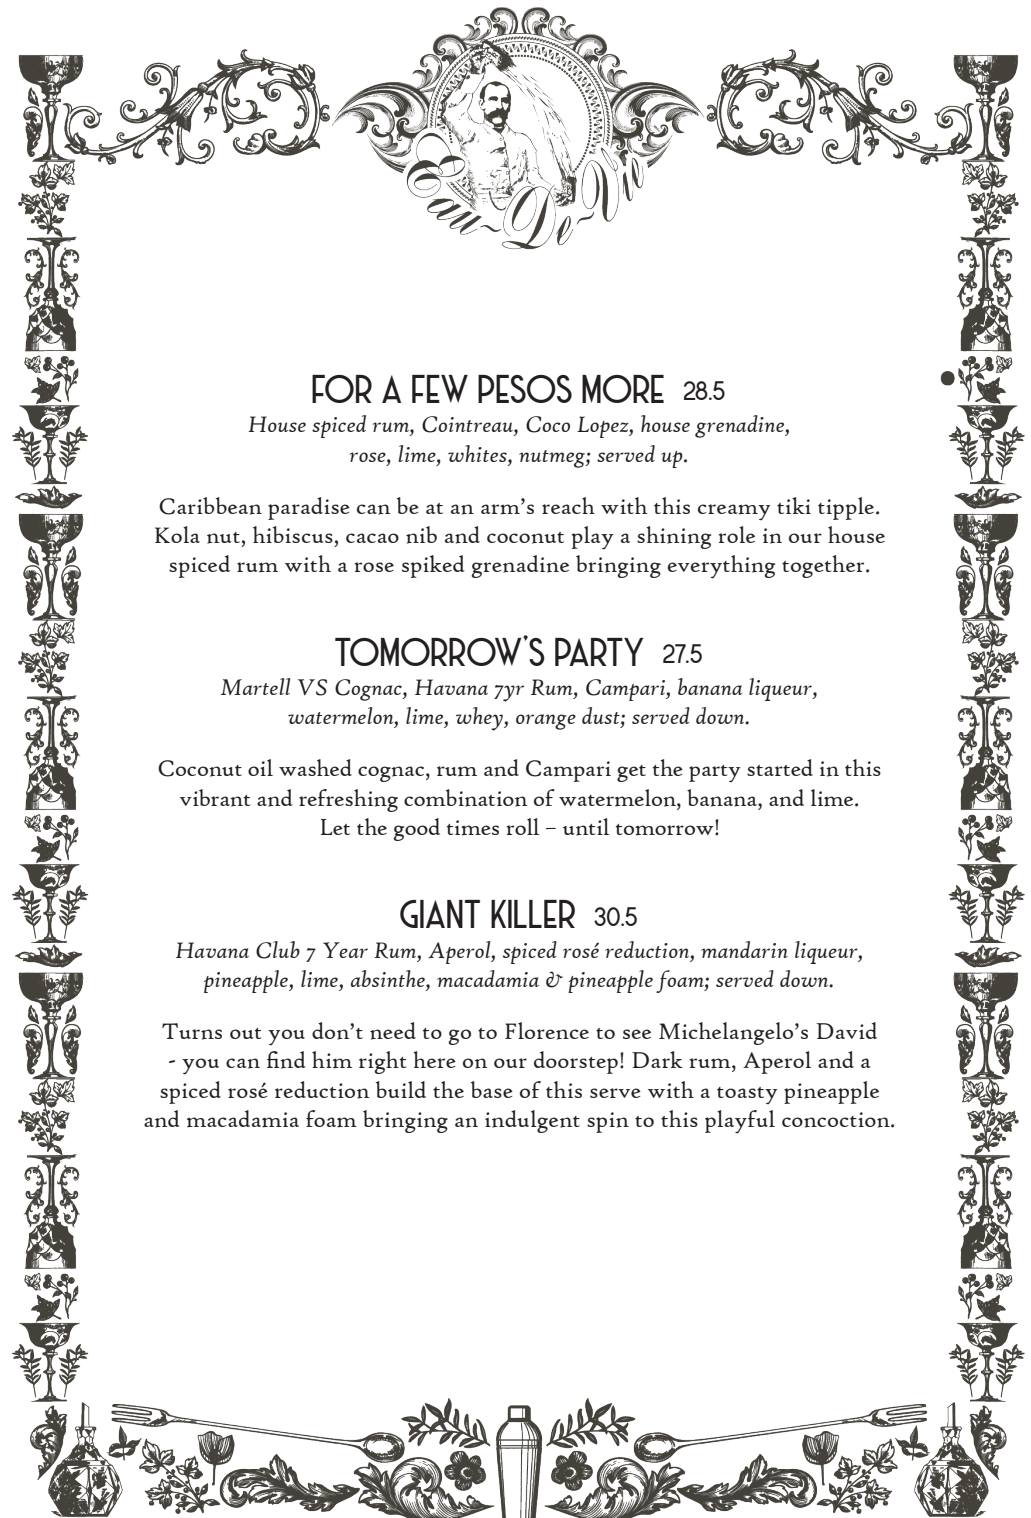 Eau~De~Vie
FOR A FEW PESOS MORE 28.5
House spiced rum, Cointreau, Coco Lopez, house grenadine,
rose, lime, whites, nutmeg; served up.
Caribbean paradise can be at an arm’s reach with this creamy tiki tipple.
Kola nut, hibiscus, cacao nib and coconut play a shining role in our house
spiced rum with a rose spiked grenadine bringing everything together.
TOMORROW’S PARTY 27.5
Martell VS Cognac, Havana 7yr Rum, Campari, banana liqueur,
watermelon, lime, whey, orange dust; served down.
Coconut oil washed cognac, rum and Campari get the party started in this
vibrant and refreshing combination of watermelon, banana, and lime.
Let the good times roll – until tomorrow!
GIANT KILLER 30.5
Havana Club 7 Year Rum, Aperol, spiced rosé reduction, mandarin liqueur,
pineapple, lime, absinthe, macadamia & pineapple foam; served down.
Turns out you don’t need to go to Florence to see Michelangelo’s David
- you can find him right here on our doorstep! Dark rum, Aperol and a
spiced rosé reduction build the base of this serve with a toasty pineapple
and macadamia foam bringing an indulgent spin to this playful concoction.